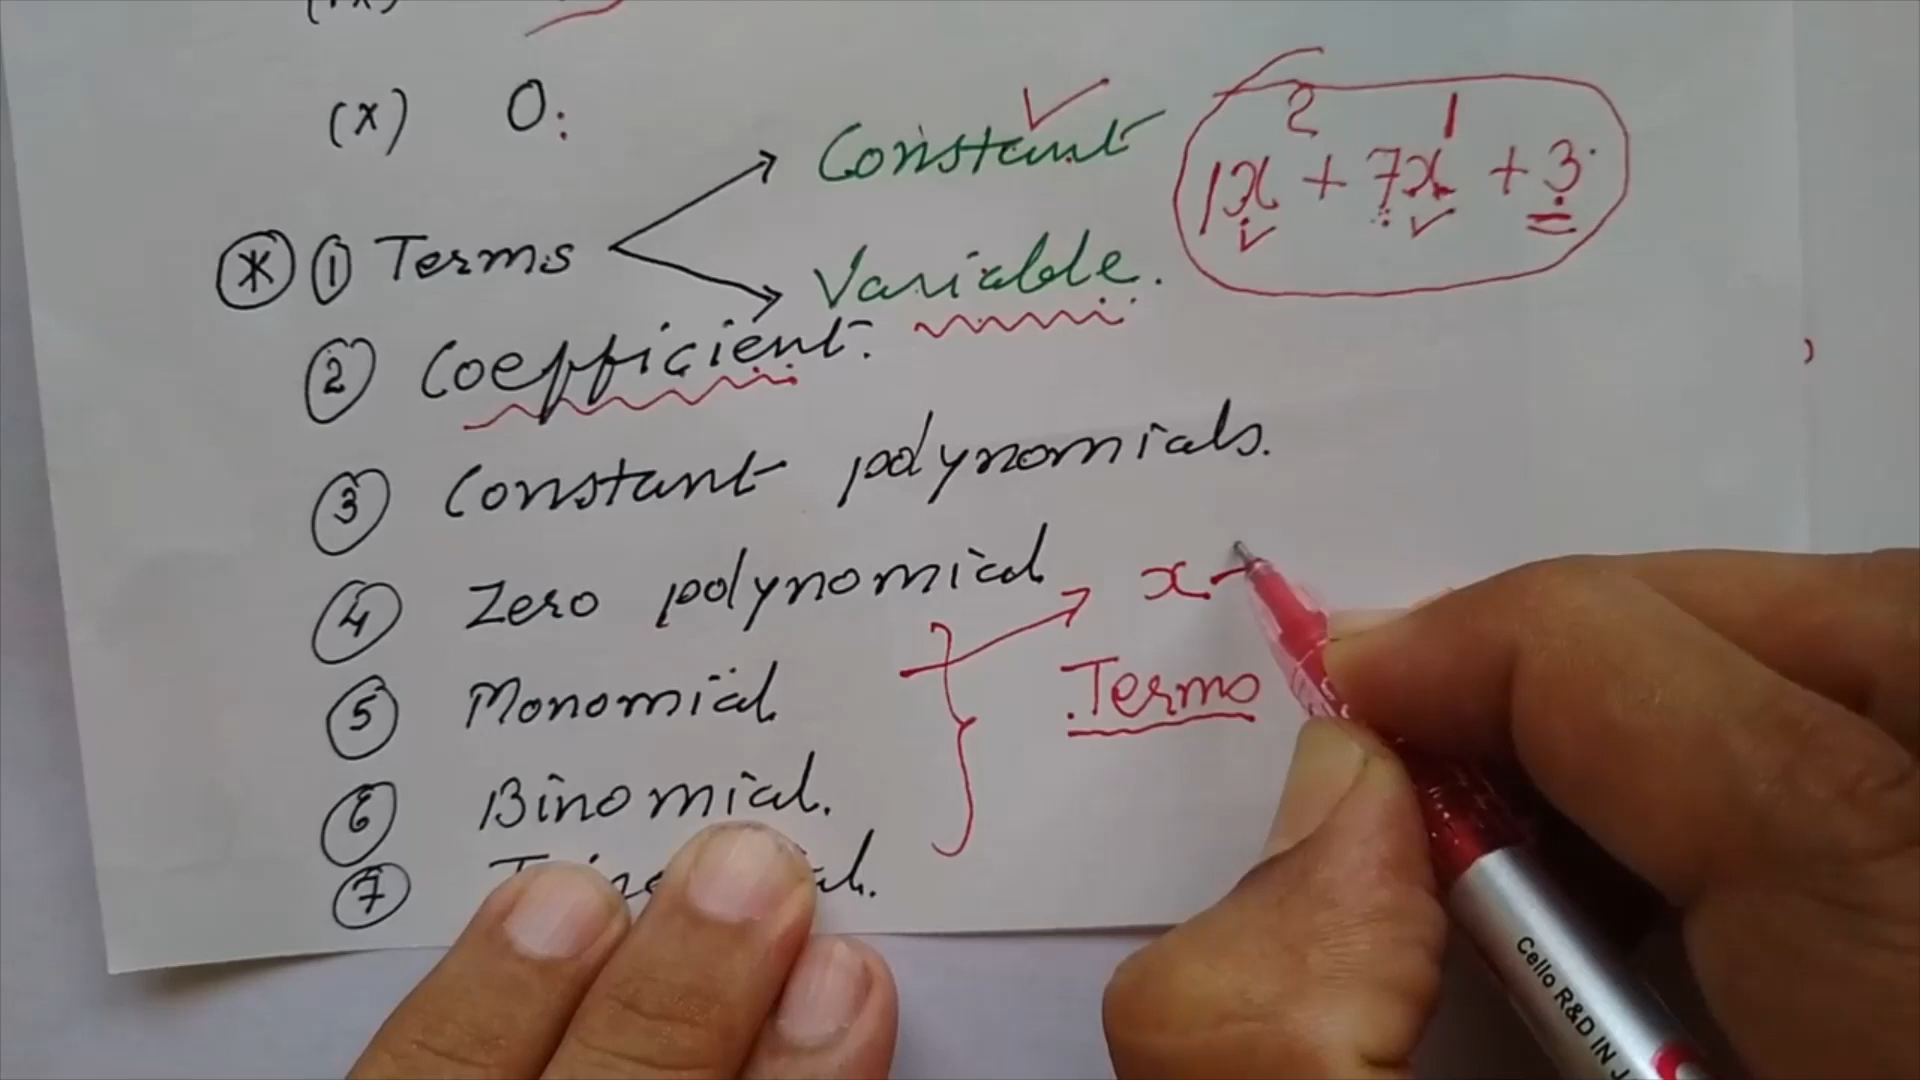 (x) 0.
Constant
1x² + 7x¹ + 3.
* ① Terms
Variable.
② Coefficient.
③ Constant polynomials.
④ Zero polynomial
x
⑤ Monomial
Terms
⑥ Binomial.
⑦
Cello R&D IN